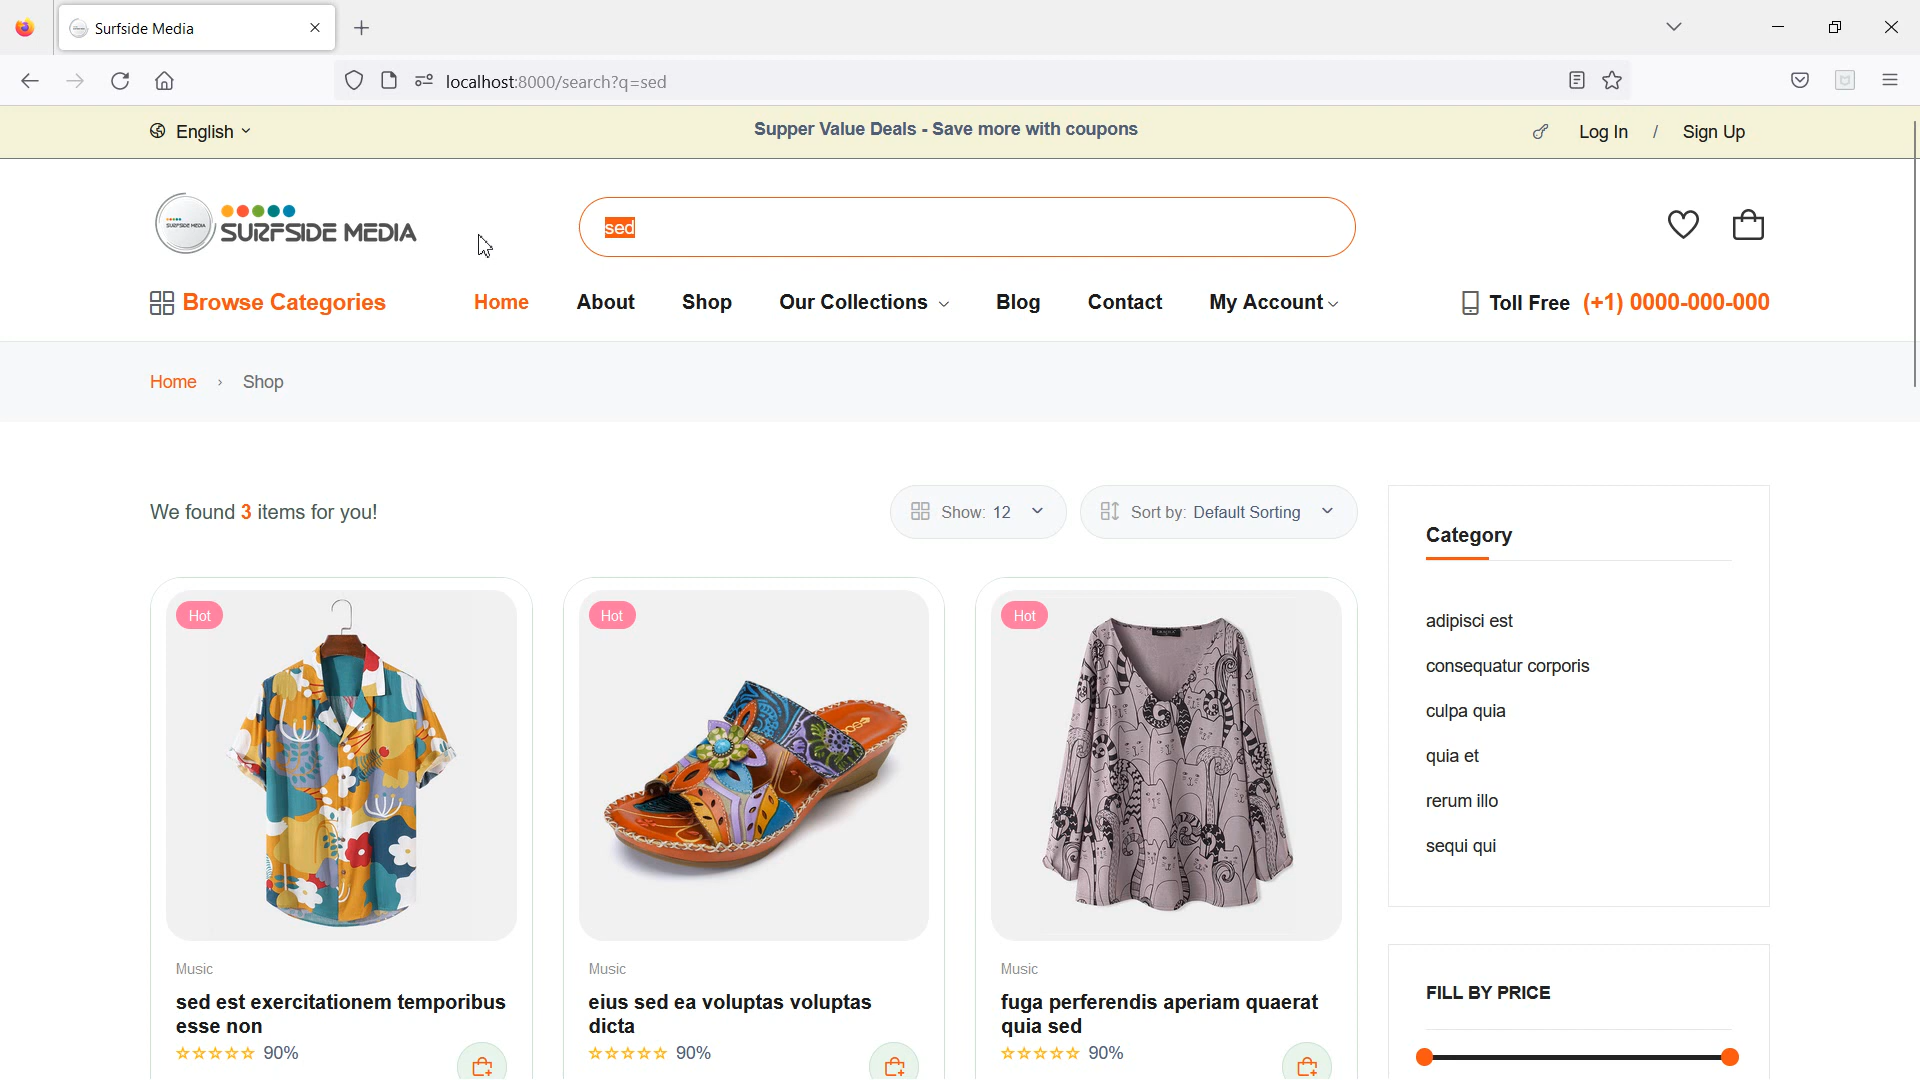 Surfside Media
localhost:8000/search?q=sed
English
Supper Value Deals - Save more with coupons
Log In / Sign Up
SURFSIDE MEDIA
SURFSIDE MEDIA
sed
Browse Categories
Home
About
Shop
Our Collections
Blog
Contact
My Account
Toll Free (+1) 0000-000-000
Home › Shop
We found 3 items for you!
Show: 12
Sort by: Default Sorting
Category
adipisci est
consequatur corporis
culpa quia
quia et
rerum illo
sequi qui
Hot
Hot
Hot
Music
Music
Music
sed est exercitationem temporibus
esse non
90%
eius sed ea voluptas voluptas
dicta
90%
fuga perferendis aperiam quaerat
quia sed
90%
FILL BY PRICE